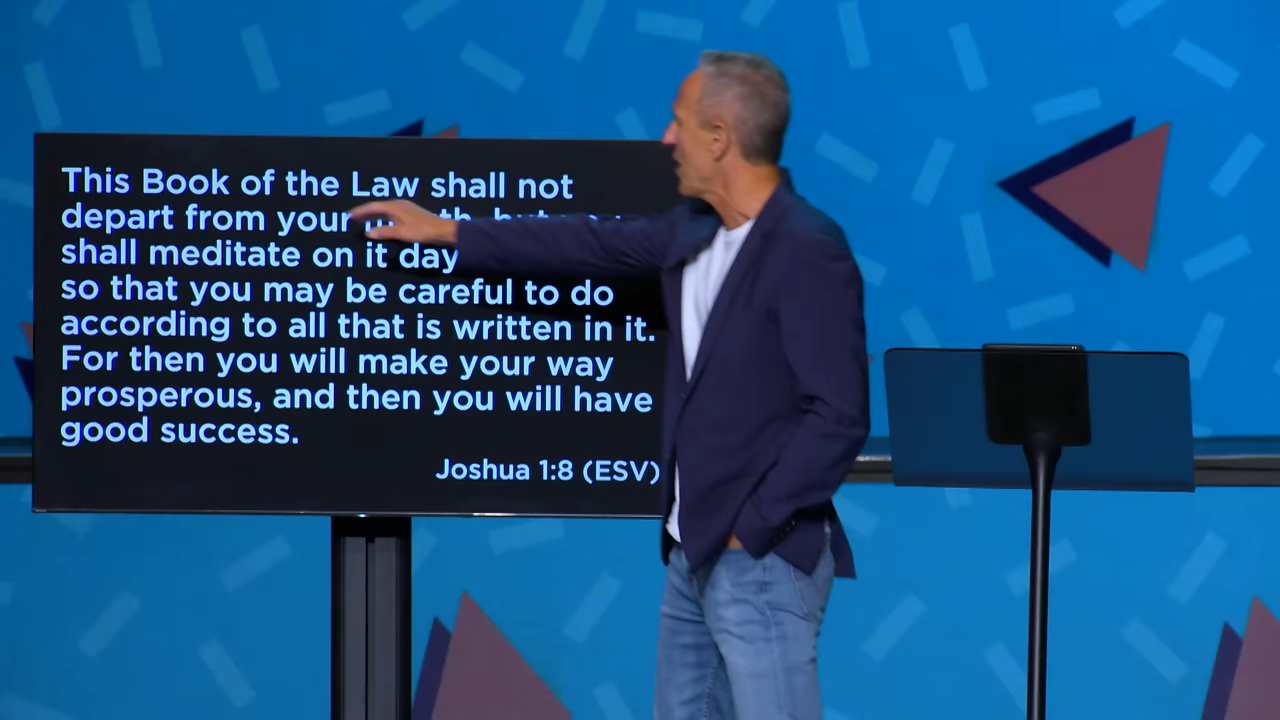 This Book of the Law shall not
depart from your but
shall meditate on it day
so that you may be careful to do
according to all that is written in it.
For then you will make your way
prosperous, and then you will have
good success.
Joshua 1:8 (ESV)